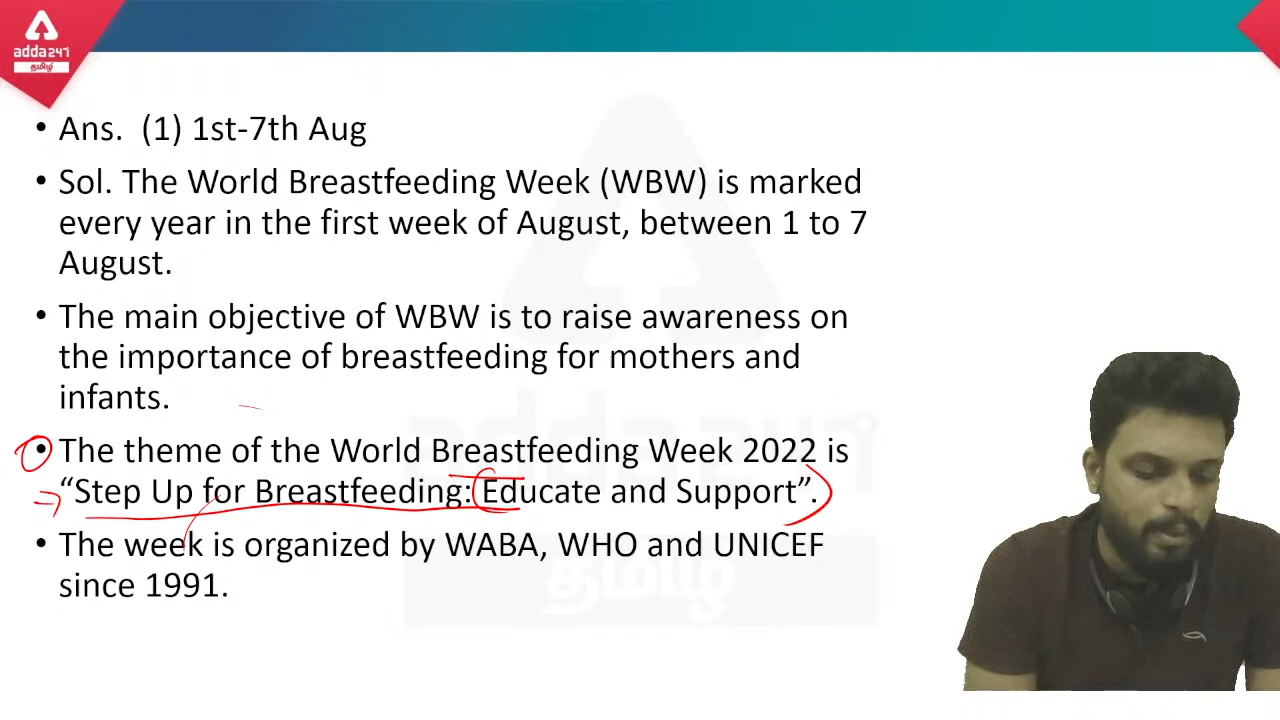 adda247
தமிழ்
• Ans. (1) 1st-7th Aug
• Sol. The World Breastfeeding Week (WBW) is marked
every year in the first week of August, between 1 to 7
August.
• The main objective of WBW is to raise awareness on
the importance of breastfeeding for mothers and
infants.
• The theme of the World Breastfeeding Week 2022 is
“Step Up for Breastfeeding: Educate and Support”.
• The week is organized by WABA, WHO and UNICEF
since 1991.
adda247
தமிழ்